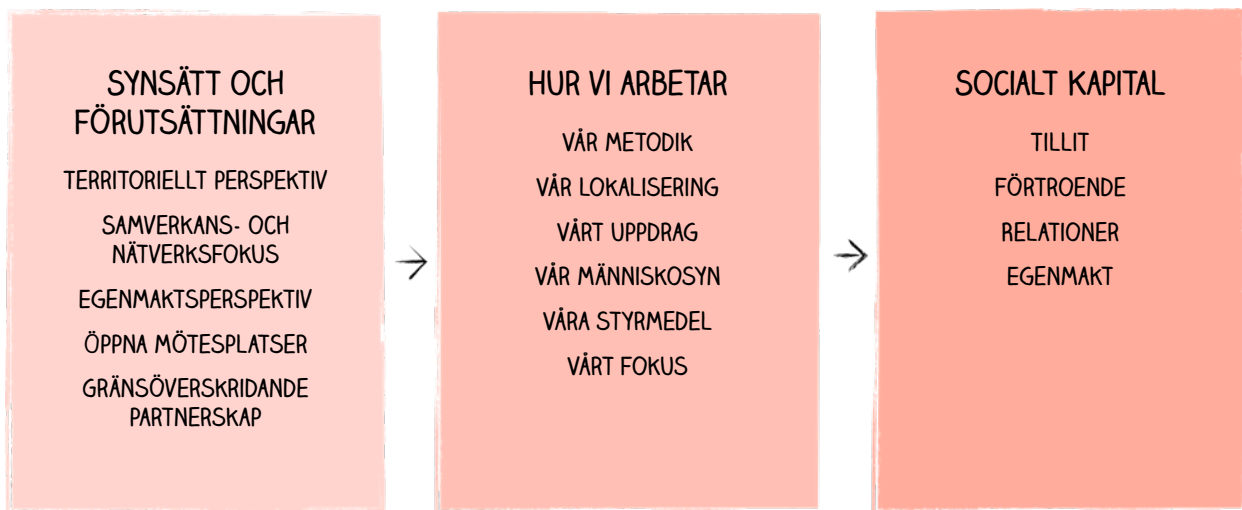 SYNSÄTT OCH
FÖRUTSÄTTNINGAR
TERRITORIELLT PERSPEKTIV
SAMVERKANS- OCH
NÄTVERKSFOKUS
EGENMAKTSPERSPEKTIV
ÖPPNA MÖTESPLATSER
GRÄNSÖVERSKRIDANDE
PARTNERSKAP
HUR VI ARBETAR
VÅR METODIK
VÅR LOKALISERING
VÅRT UPPDRAG
VÅR MÄNNISKOSYN
VÅRA STYRMEDEL
VÅRT FOKUS
SOCIALT KAPITAL
TILLIT
FÖRTROENDE
RELATIONER
EGENMAKT